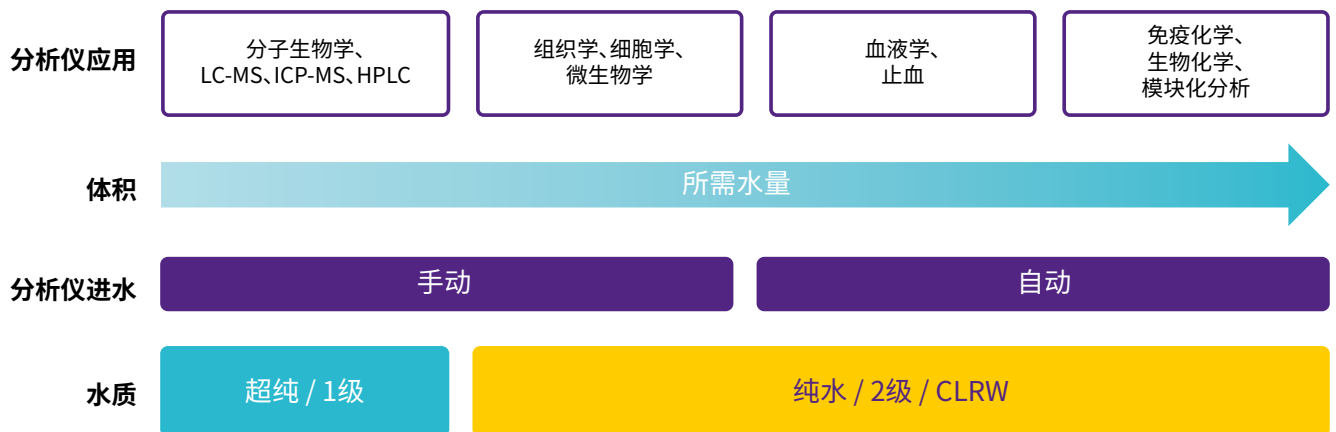 分析仪应用
分子生物学、
LC-MS、ICP-MS、HPLC
组织学、细胞学、
微生物学
血液学、
止血
免疫化学、
生物化学、
模块化分析
体积
所需水量
分析仪进水
手动
自动
水质
超纯 / 1级
纯水 / 2级 / CLRW